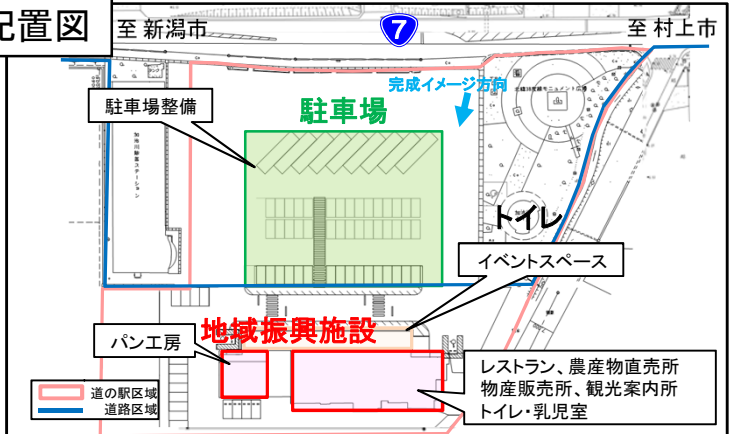 配置図
至 新潟市
7
至 村上市
完成イメージ方向
駐車場整備
駐車場
トイレ
イベントスペース
パン工房
地域振興施設
レストラン、農産物直売所
物産販売所、観光案内所
トイレ・乳児室
道の駅区域
道路区域